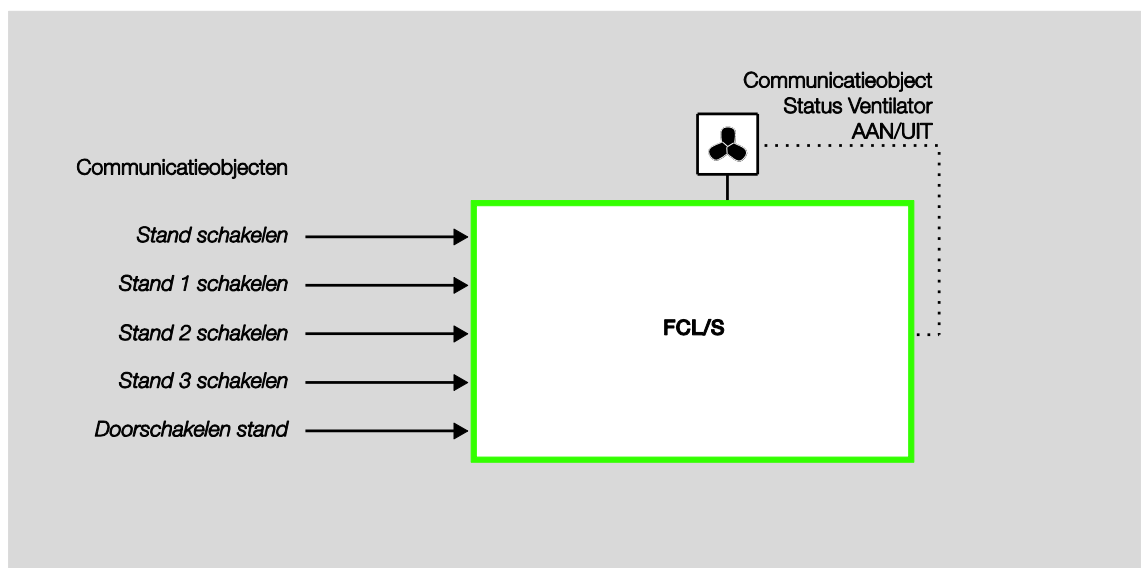 Communicatieobject
Status Ventilator
AAN/UIT
Communicatieobjecten
Stand schakelen
Stand 1 schakelen
Stand 2 schakelen
Stand 3 schakelen
Doorschakelen stand
FCL/S